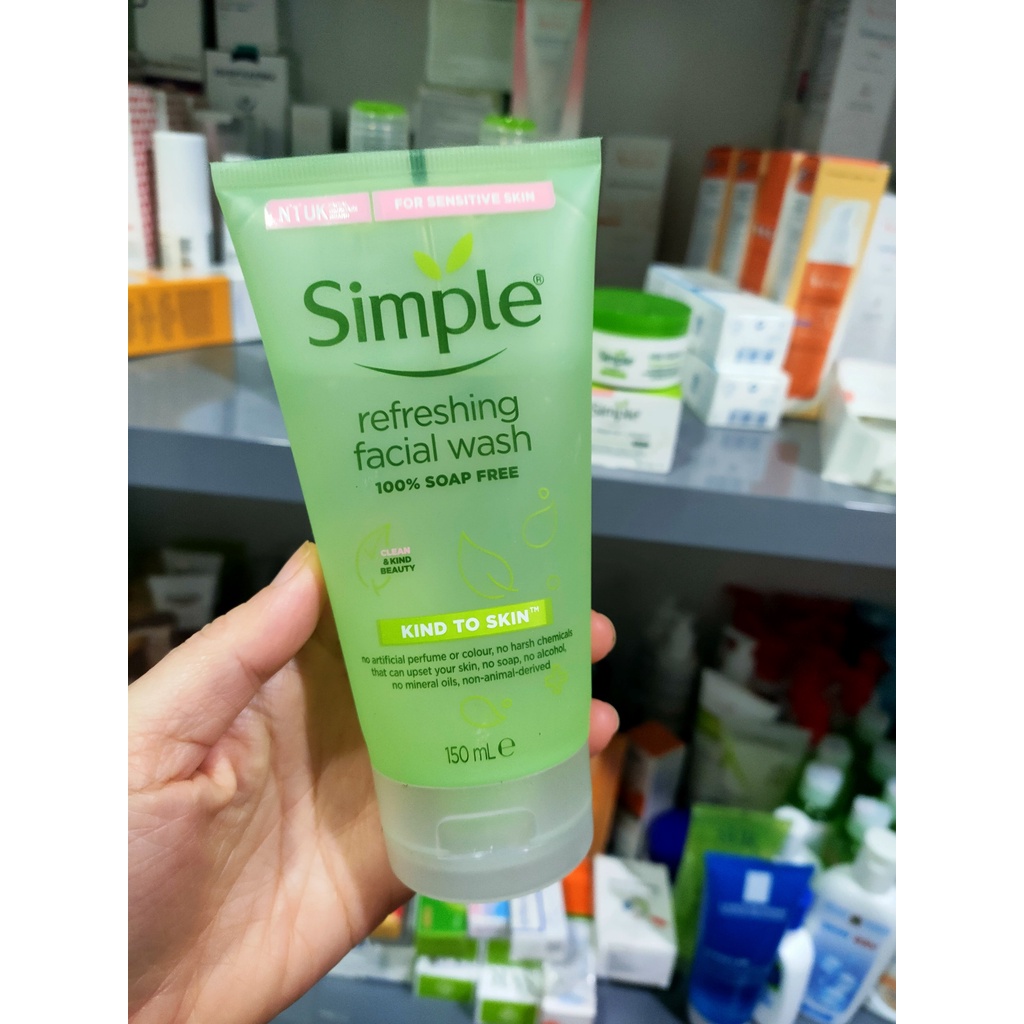 FOR SENSITIVE SKIN
Simple®
refreshing
facial wash
100% SOAP FREE
CLEAN
& KIND
BEAUTY
KIND TO SKIN™
no artificial perfume or colour, no harsh chemicals
that can upset your skin, no soap, no alcohol,
no mineral oils, non-animal-derived
150 mL ℮
Simple
Simple